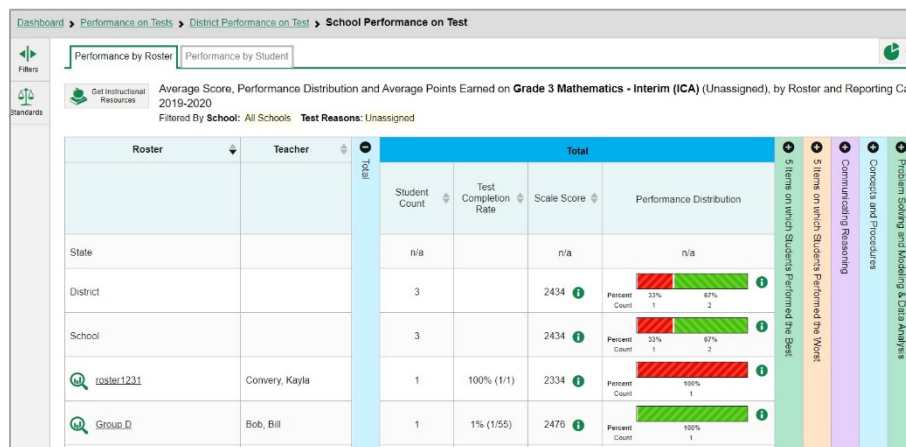 Dashboard > Performance on Tests > District Performance on Test > School Performance on Test
Filters
Standards
Performance by Roster
Performance by Student
Get Instructional
Resources
Average Score, Performance Distribution and Average Points Earned on Grade 3 Mathematics - Interim (ICA) (Unassigned), by Roster and Reporting Ca
2019-2020
Filtered By School: All Schools Test Reasons: Unassigned
Roster Teacher Total Total
Student Count Test Completion Rate Scale Score Performance Distribution
5 Items on which Students Performed the Best
5 Items on which Students Performed the Worst
Communicating Reasoning
Concepts and Procedures
Problem Solving and Modeling & Data Analysis
State n/a n/a n/a
District 3 2434
Percent 33% 67%
Count 1 2
School 3 2434
Percent 33% 67%
Count 1 2
roster1231 Convery, Kayla 1 100% (1/1) 2334
Percent 100%
Count 1
Group D Bob, Bill 1 1% (1/55) 2476
Percent 100%
Count 1